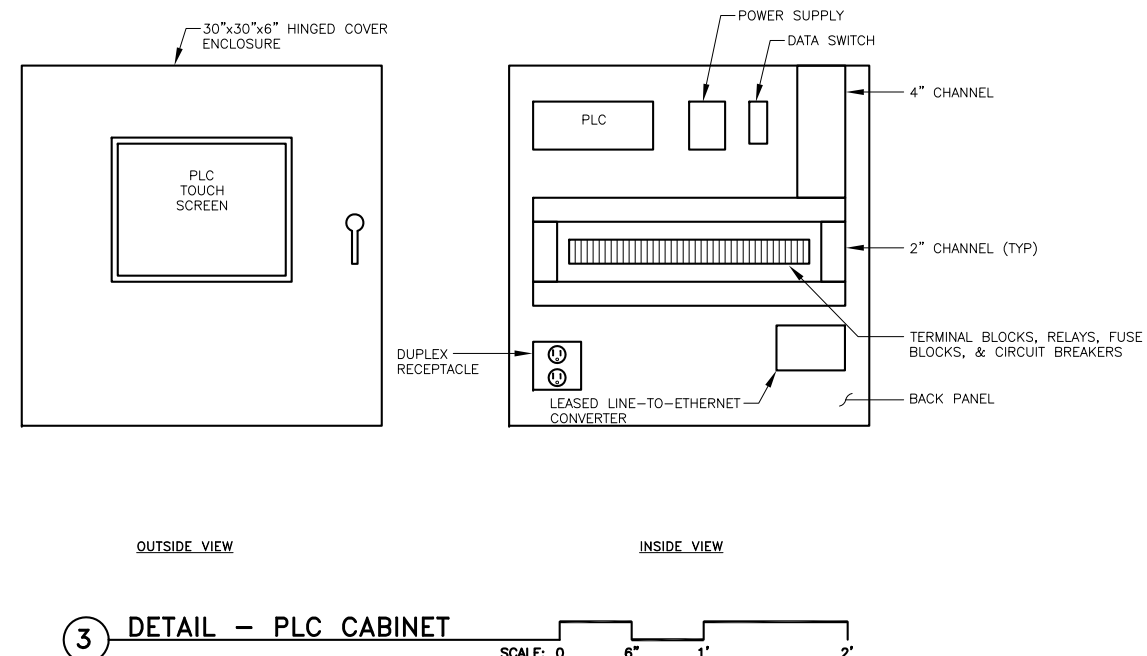 30"x30"x6" HINGED COVER
ENCLOSURE
PLC
TOUCH
SCREEN
POWER SUPPLY
DATA SWITCH
PLC
4" CHANNEL
2" CHANNEL (TYP)
TERMINAL BLOCKS, RELAYS, FUSE
BLOCKS, & CIRCUIT BREAKERS
DUPLEX
RECEPTACLE
LEASED LINE-TO-ETHERNET
CONVERTER
BACK PANEL
OUTSIDE VIEW
INSIDE VIEW
3 DETAIL - PLC CABINET
SCALE: 0 6" 1' 2'